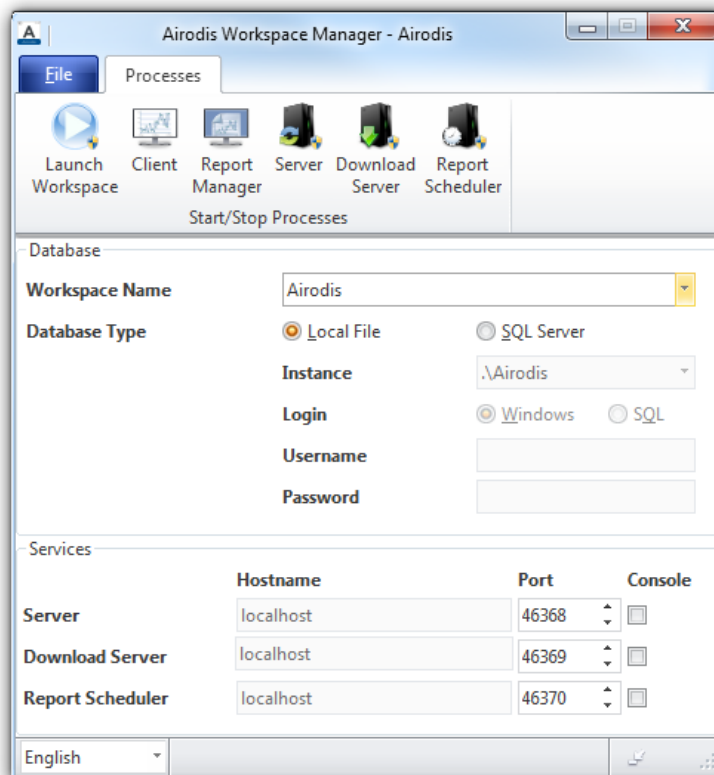 Airodis Workspace Manager - Airodis
File Processes
Launch Workspace
Client
Report Manager
Server
Download Server
Report Scheduler
Start/Stop Processes
Database
Workspace Name Airodis
Database Type Local File SQL Server
Instance .\Airodis
Login Windows SQL
Username
Password
Services
Hostname Port Console
Server localhost 46368
Download Server localhost 46369
Report Scheduler localhost 46370
English